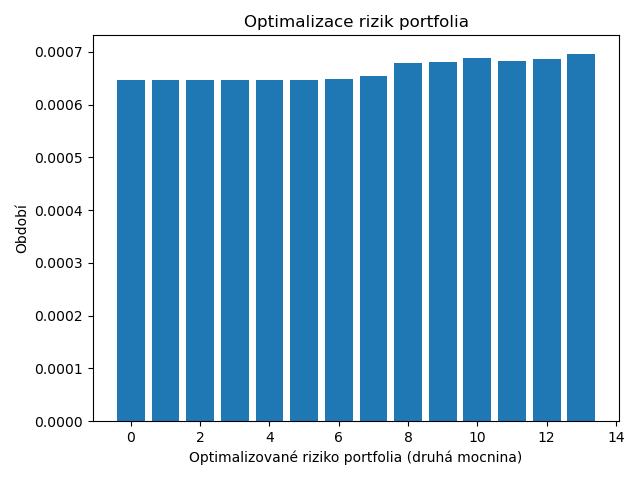 Optimalizace rizik portfolia
0.0007
0.0006
0.0005
0.0004
0.0003
0.0002
0.0001
0.0000
Období
0 2 4 6 8 10 12 14
Optimalizované riziko portfolia (druhá mocnina)